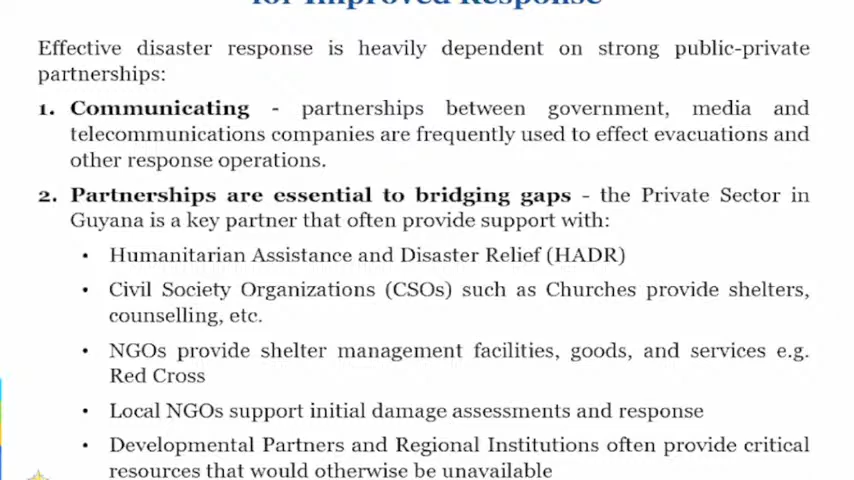 for Improved Response
Effective disaster response is heavily dependent on strong public-private
partnerships:
1. Communicating - partnerships between government, media and
telecommunications companies are frequently used to effect evacuations and
other response operations.
2. Partnerships are essential to bridging gaps - the Private Sector in
Guyana is a key partner that often provide support with:
• Humanitarian Assistance and Disaster Relief (HADR)
• Civil Society Organizations (CSOs) such as Churches provide shelters,
counselling, etc.
• NGOs provide shelter management facilities, goods, and services e.g.
Red Cross
• Local NGOs support initial damage assessments and response
• Developmental Partners and Regional Institutions often provide critical
resources that would otherwise be unavailable